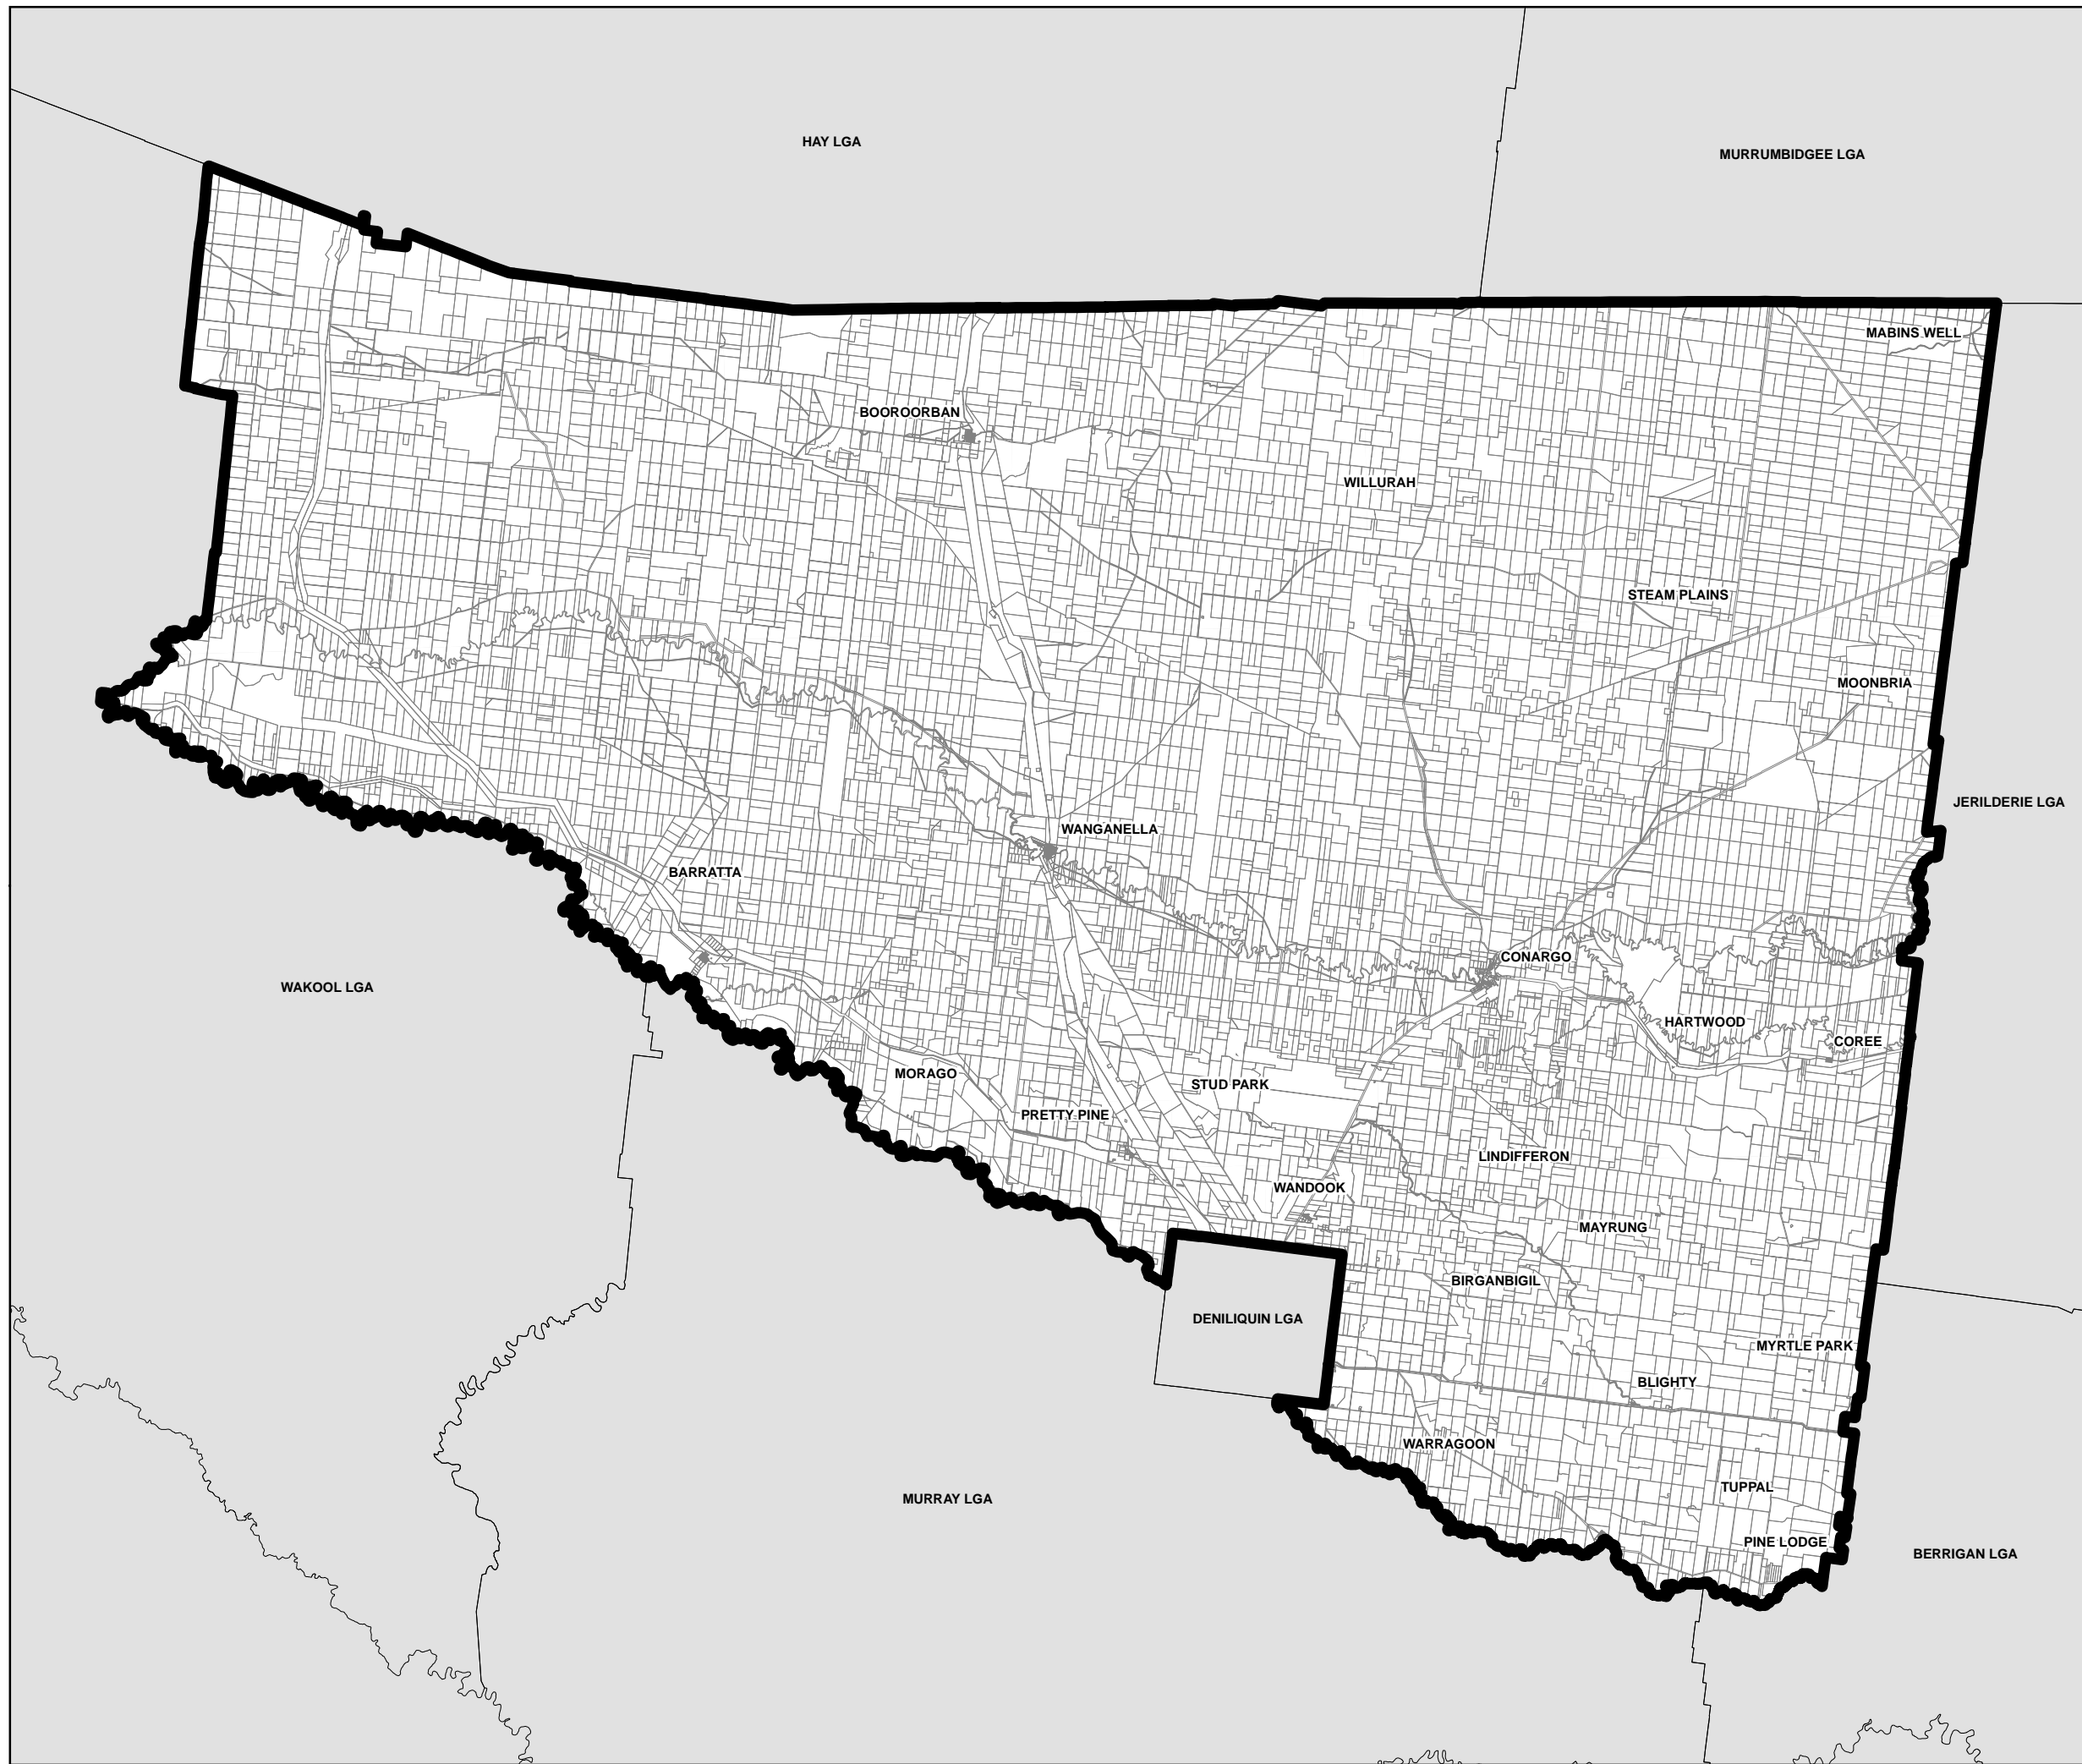 HAY LGA
MURRUMBIDGEE LGA
MABINS WELL
BOOROORBAN
WILLURAH
STEAM PLAINS
MOONBRIA
JERILDERIE LGA
WANGANELLA
BARRATTA
CONARGO
WAKOOL LGA
HARTWOOD
COREE
MORAGO
STUD PARK
PRETTY PINE
LINDIFFERON
WANDOOK
MAYRUNG
BIRGANBIGIL
DENILIQUIN LGA
MYRTLE PARK
BLIGHTY
WARRAGOON
TUPPAL
MURRAY LGA
PINE LODGE
BERRIGAN LGA